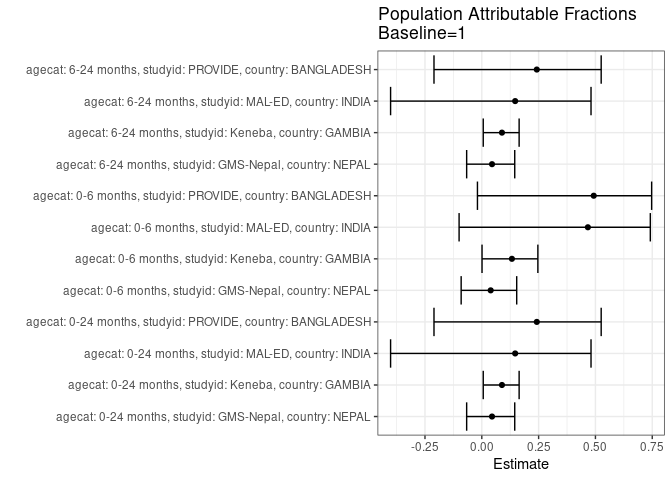 Population Attributable Fractions
Baseline=1
agecat: 6-24 months, studyid: PROVIDE, country: BANGLADESH
agecat: 6-24 months, studyid: MAL-ED, country: INDIA
agecat: 6-24 months, studyid: Keneba, country: GAMBIA
agecat: 6-24 months, studyid: GMS-Nepal, country: NEPAL
agecat: 0-6 months, studyid: PROVIDE, country: BANGLADESH
agecat: 0-6 months, studyid: MAL-ED, country: INDIA
agecat: 0-6 months, studyid: Keneba, country: GAMBIA
agecat: 0-6 months, studyid: GMS-Nepal, country: NEPAL
agecat: 0-24 months, studyid: PROVIDE, country: BANGLADESH
agecat: 0-24 months, studyid: MAL-ED, country: INDIA
agecat: 0-24 months, studyid: Keneba, country: GAMBIA
agecat: 0-24 months, studyid: GMS-Nepal, country: NEPAL
-0.25 0.00 0.25 0.50 0.75
Estimate